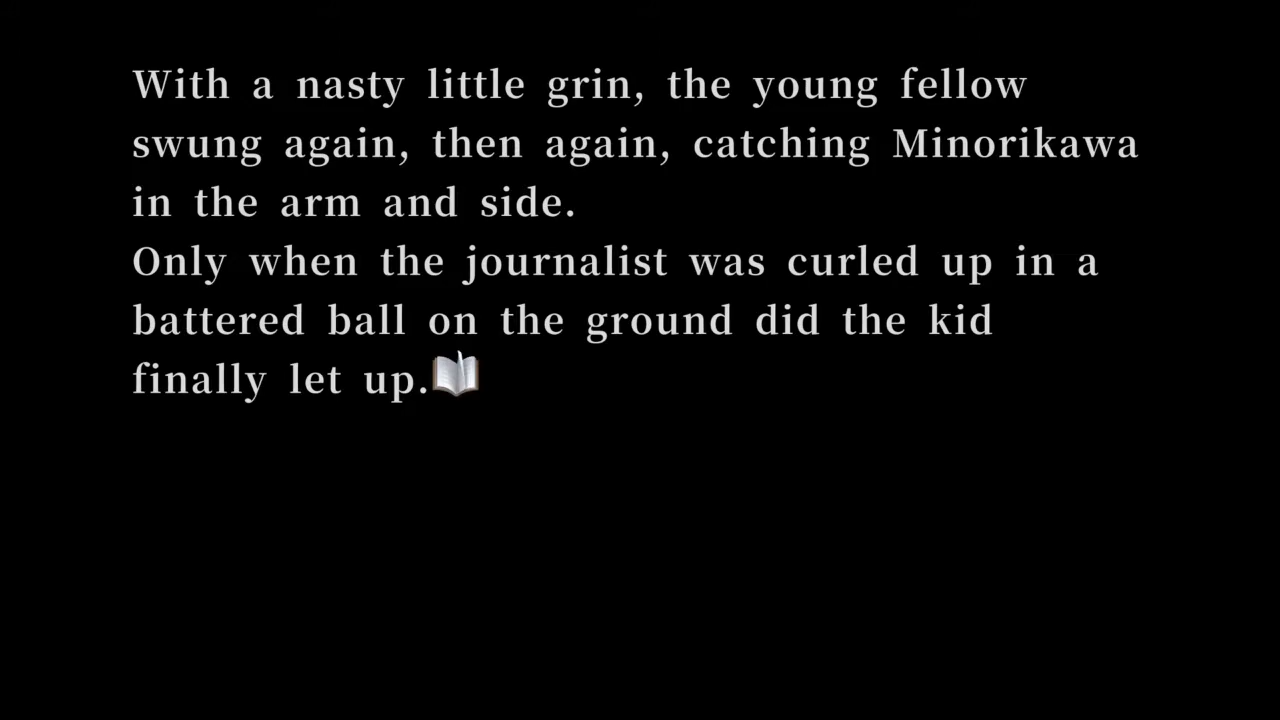 With a nasty little grin, the young fellow
swung again, then again, catching Minorikawa
in the arm and side.
Only when the journalist was curled up in a
battered ball on the ground did the kid
finally let up.